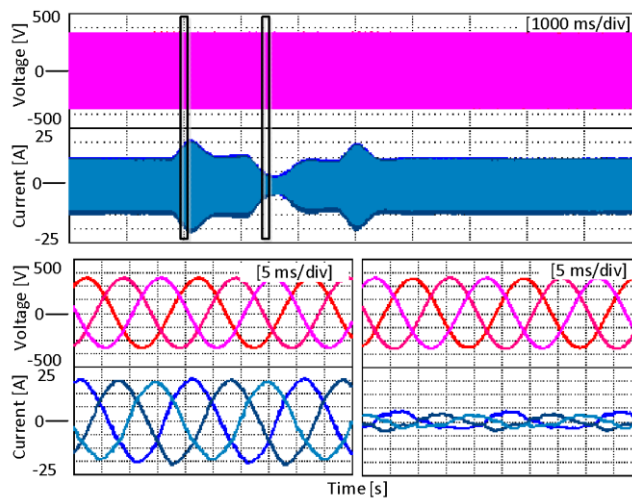 500
[1000 ms/div]
Voltage [V]
0
-500
25
Current [A]
0
-25
500
[5 ms/div]
[5 ms/div]
Voltage [V]
0
-500
25
Current [A]
0
-25
Time [s]